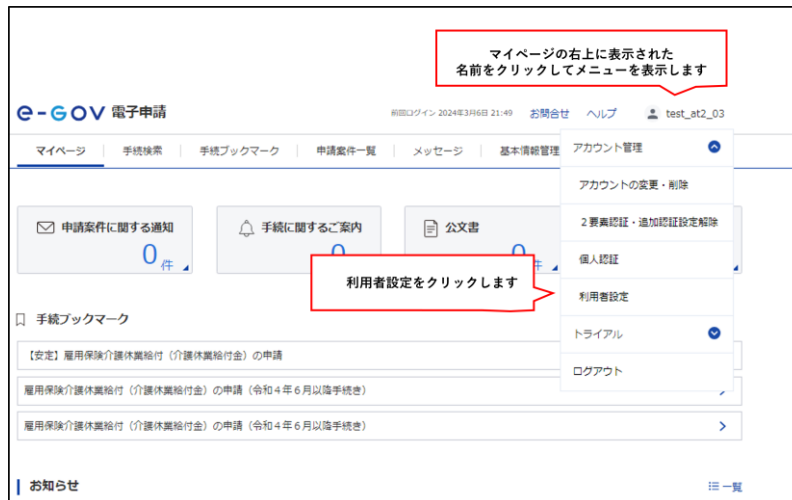 マイページの右上に表示された
名前をクリックしてメニューを表示します
e-GOV 電子申請
前回ログイン 2024年3月6日 21:49 お問合せ ヘルプ test_at2_03
マイページ 手続検索 手続ブックマーク 申請案件一覧 メッセージ 基本情報管理
アカウント管理
アカウントの変更・削除
2要素認証・追加認証設定解除
個人認証
利用者設定
トライアル
ログアウト
申請案件に関する通知
0件
手続に関するご案内
0
公文書
0件
利用者設定をクリックします
手続ブックマーク
【安定】雇用保険介護休業給付（介護休業給付金）の申請
雇用保険介護休業給付（介護休業給付金）の申請（令和4年6月以降手続き）
雇用保険介護休業給付（介護休業給付金）の申請（令和4年6月以降手続き）
お知らせ
一覧